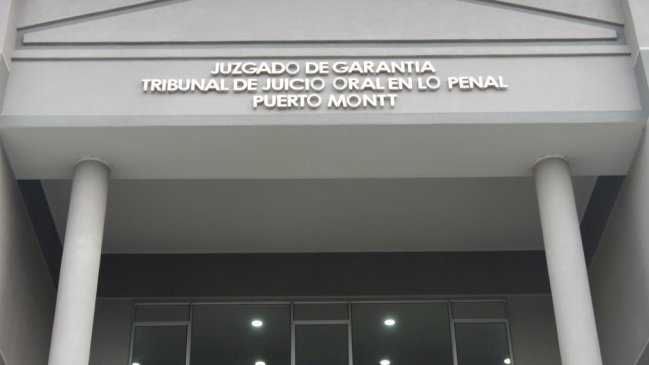 JUZGADO DE GARANTIA
TRIBUNAL DE JUICIO ORAL EN LO PENAL
PUERTO MONTT